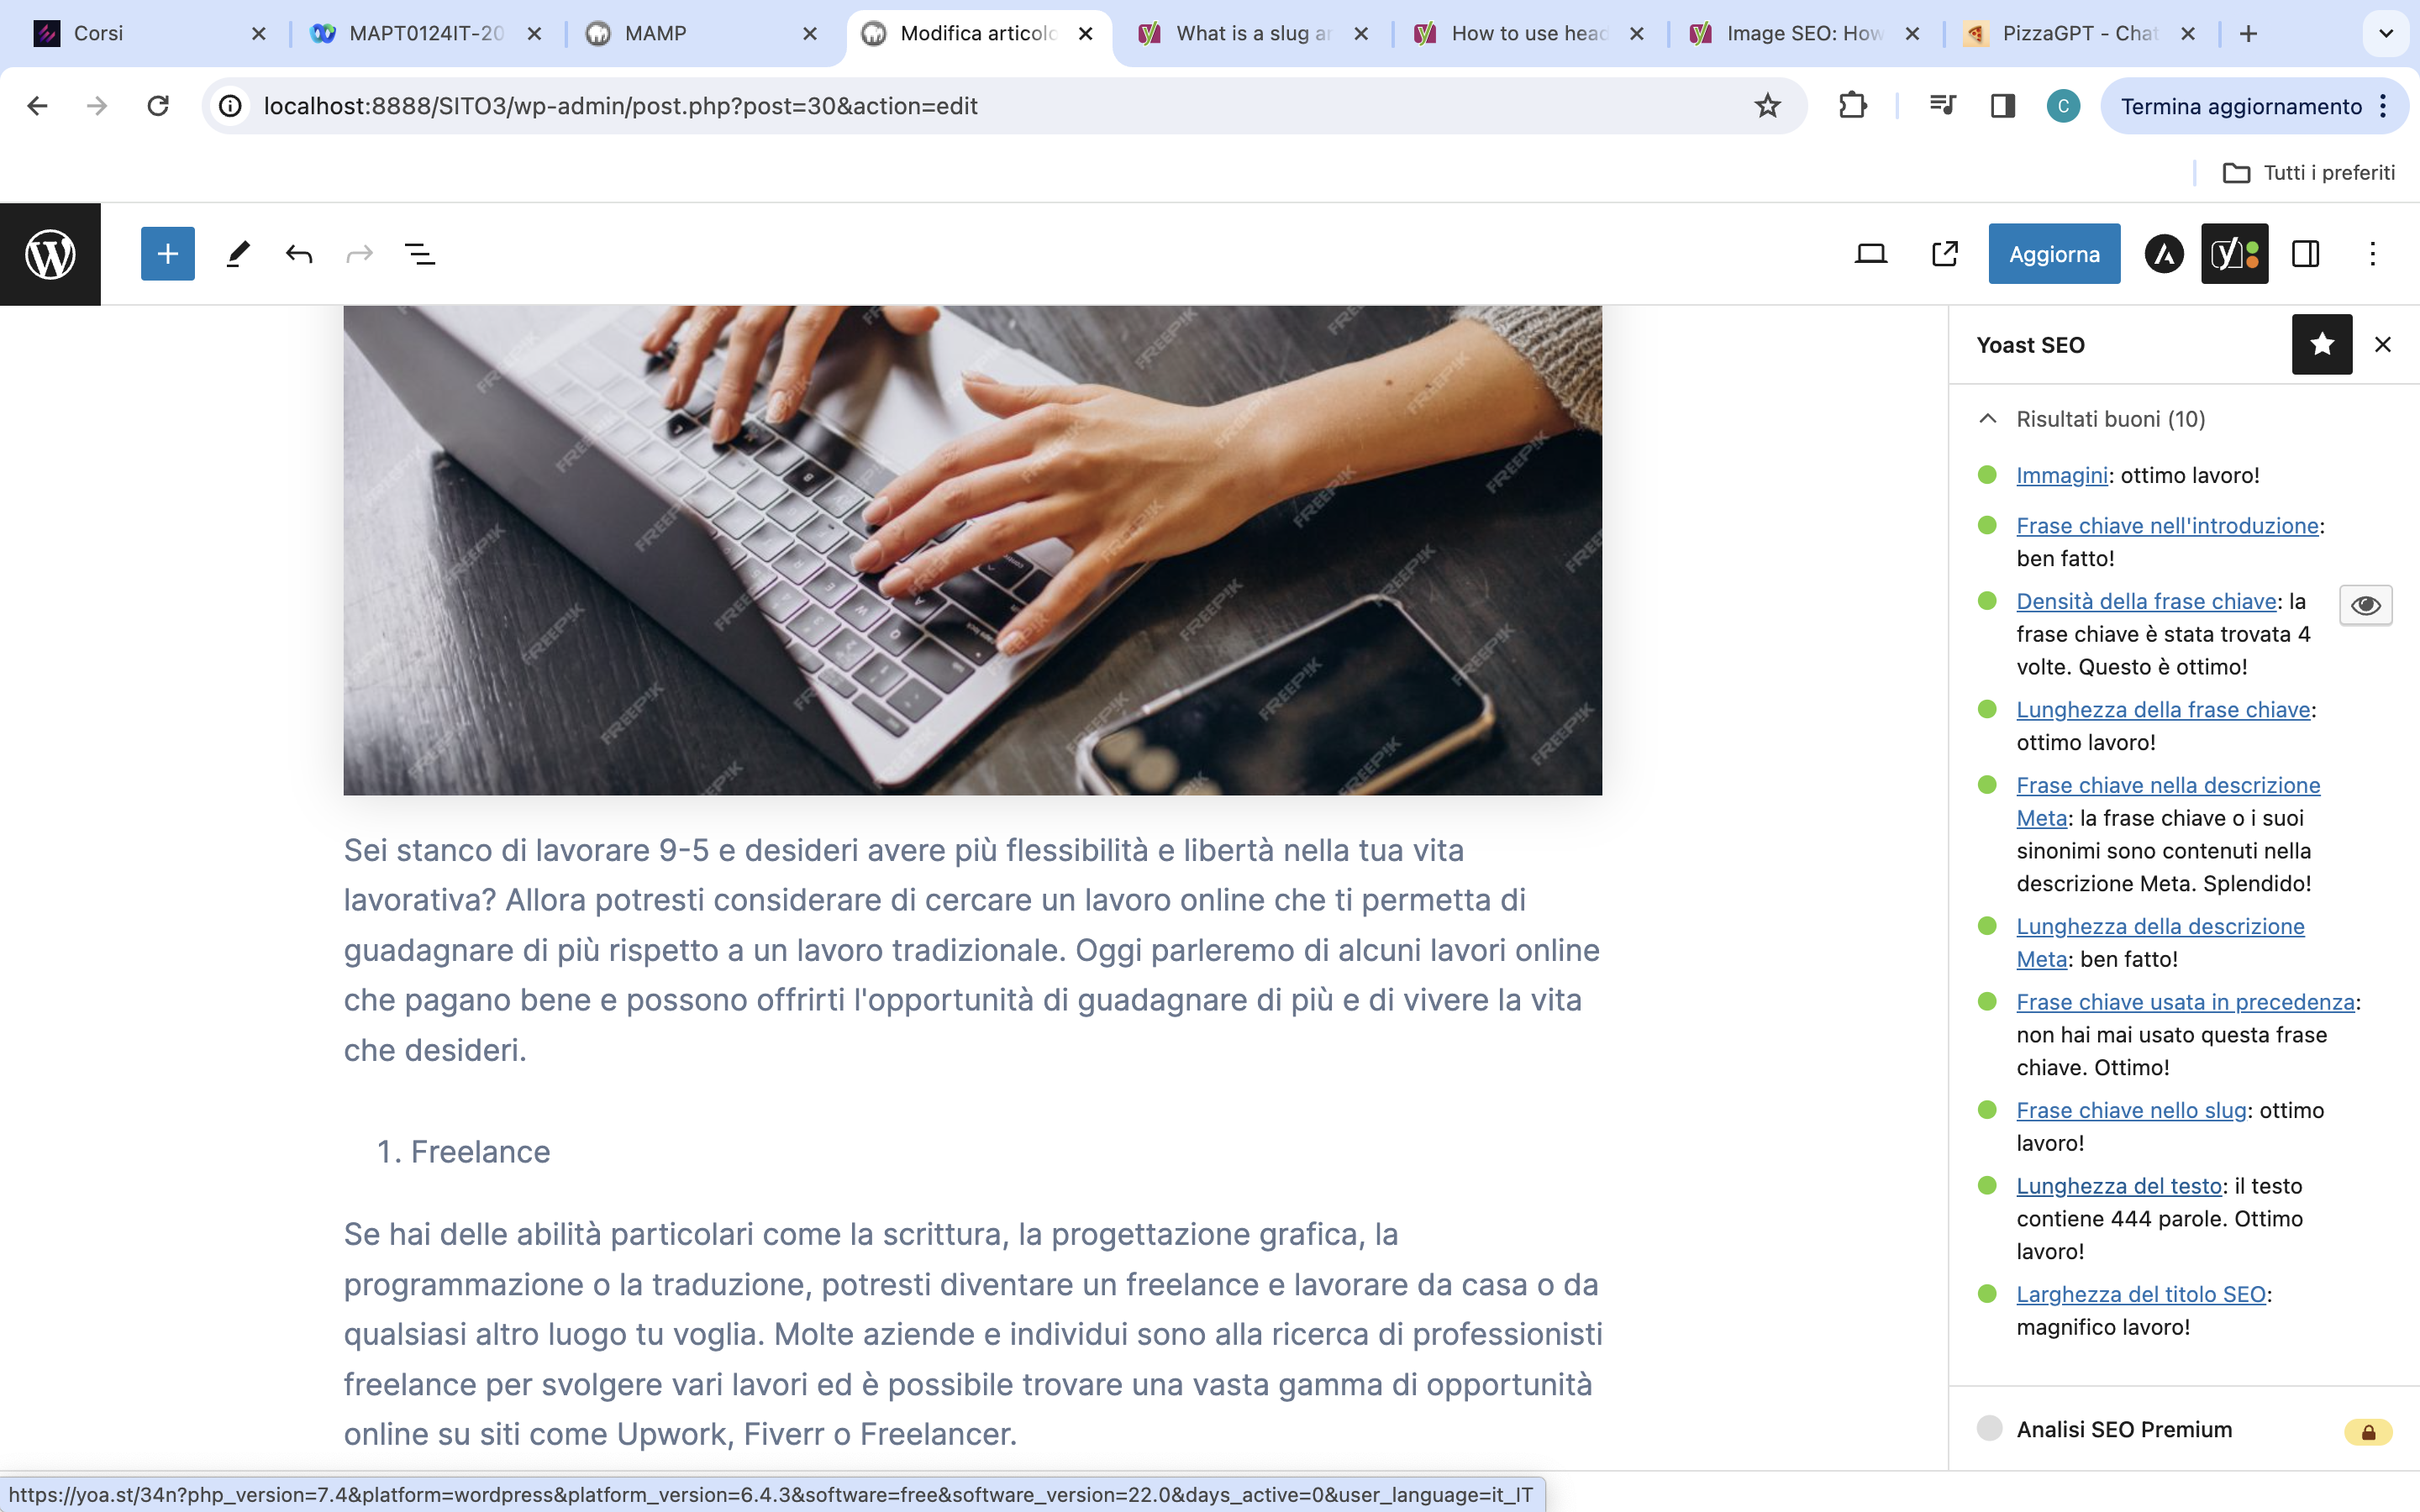 Corsi
MAPT0124IT-20
MAMP
Modifica articolo
What is a slug an
How to use head
Image SEO: How
PizzaGPT - Chat
localhost:8888/SITO3/wp-admin/post.php?post=30&action=edit
C
Termina aggiornamento
Tutti i preferiti
Aggiorna
Yoast SEO
Risultati buoni (10)
Immagini: ottimo lavoro!
Frase chiave nell'introduzione:
ben fatto!
Densità della frase chiave: la
frase chiave è stata trovata 4
volte. Questo è ottimo!
Lunghezza della frase chiave:
ottimo lavoro!
Frase chiave nella descrizione
Meta: la frase chiave o i suoi
sinonimi sono contenuti nella
descrizione Meta. Splendido!
Lunghezza della descrizione
Meta: ben fatto!
Frase chiave usata in precedenza:
non hai mai usato questa frase
chiave. Ottimo!
Frase chiave nello slug: ottimo
lavoro!
Lunghezza del testo: il testo
contiene 444 parole. Ottimo
lavoro!
Larghezza del titolo SEO:
magnifico lavoro!
Analisi SEO Premium
FREEPIK
Sei stanco di lavorare 9-5 e desideri avere più flessibilità e libertà nella tua vita
lavorativa? Allora potresti considerare di cercare un lavoro online che ti permetta di
guadagnare di più rispetto a un lavoro tradizionale. Oggi parleremo di alcuni lavori online
che pagano bene e possono offrirti l'opportunità di guadagnare di più e di vivere la vita
che desideri.
1. Freelance
Se hai delle abilità particolari come la scrittura, la progettazione grafica, la
programmazione o la traduzione, potresti diventare un freelance e lavorare da casa o da
qualsiasi altro luogo tu voglia. Molte aziende e individui sono alla ricerca di professionisti
freelance per svolgere vari lavori ed è possibile trovare una vasta gamma di opportunità
online su siti come Upwork, Fiverr o Freelancer.
https://yoa.st/34n?php_version=7.4&platform=wordpress&platform_version=6.4.3&software=free&software_version=22.0&days_active=0&user_language=it_IT